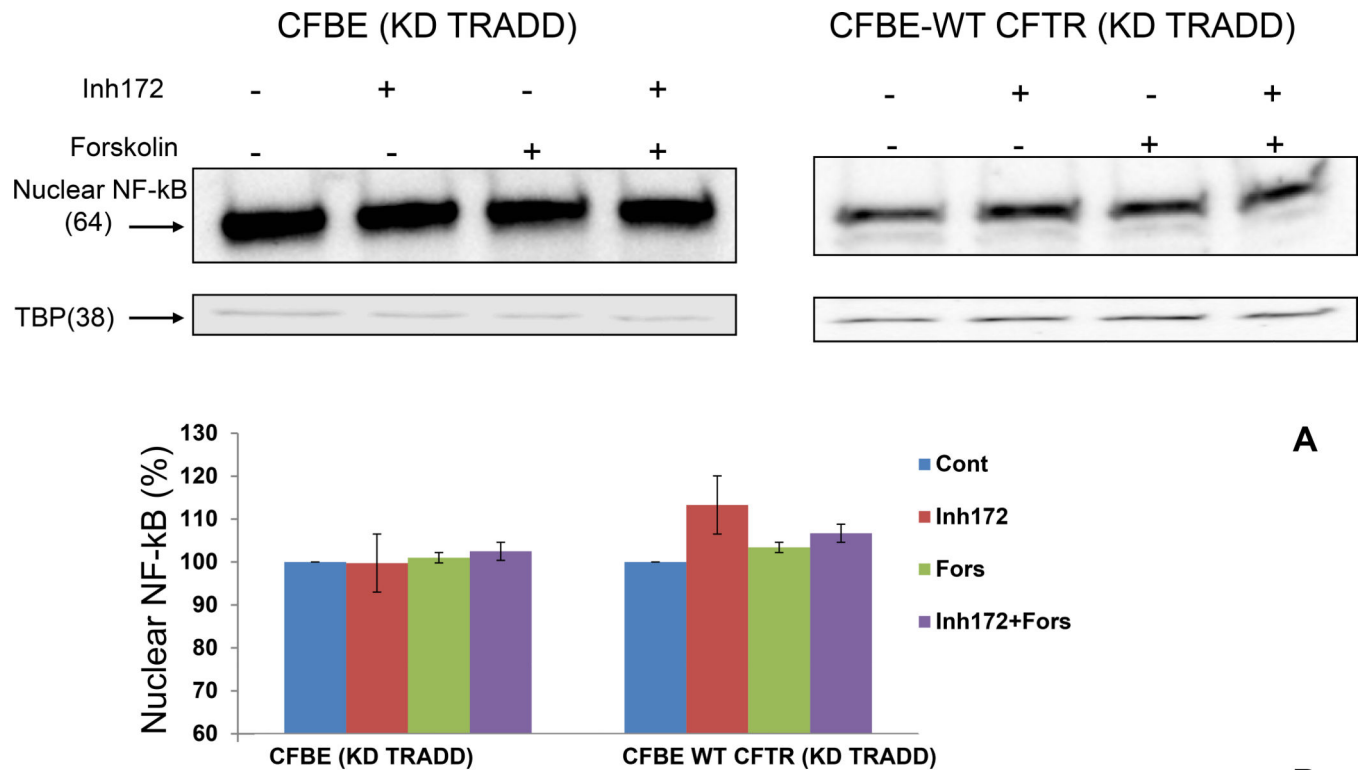 CFBE (KD TRADD) CFBE-WT CFTR (KD TRADD)
Inh172 - + - + - + - +
Forskolin - - + + - - + +
Nuclear NF-kB
(64)
TBP(38)
A
Nuclear NF-kB (%)
130
120
110
100
90
80
70
60
Cont
Inh172
Fors
Inh172+Fors
CFBE (KD TRADD) CFBE WT CFTR (KD TRADD)